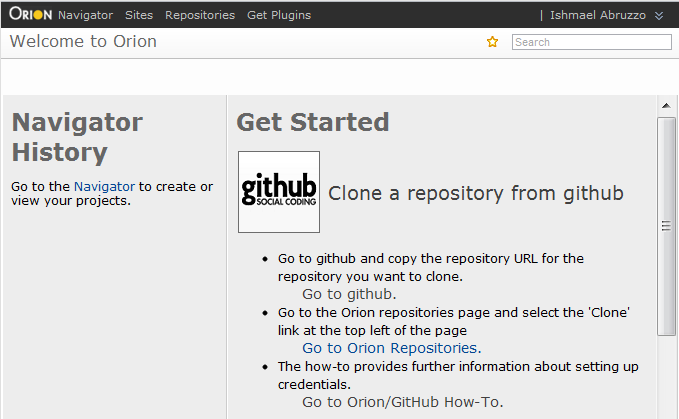 ORION Navigator Sites Repositories Get Plugins | Ishmael Abruzzo
Welcome to Orion Search
Navigator
History
Go to the Navigator to create or
view your projects.
Get Started
github
SOCIAL CODING
Clone a repository from github
• Go to github and copy the repository URL for the
repository you want to clone.
Go to github.
• Go to the Orion repositories page and select the 'Clone'
link at the top left of the page
Go to Orion Repositories.
• The how-to provides further information about setting up
credentials.
Go to Orion/GitHub How-To.